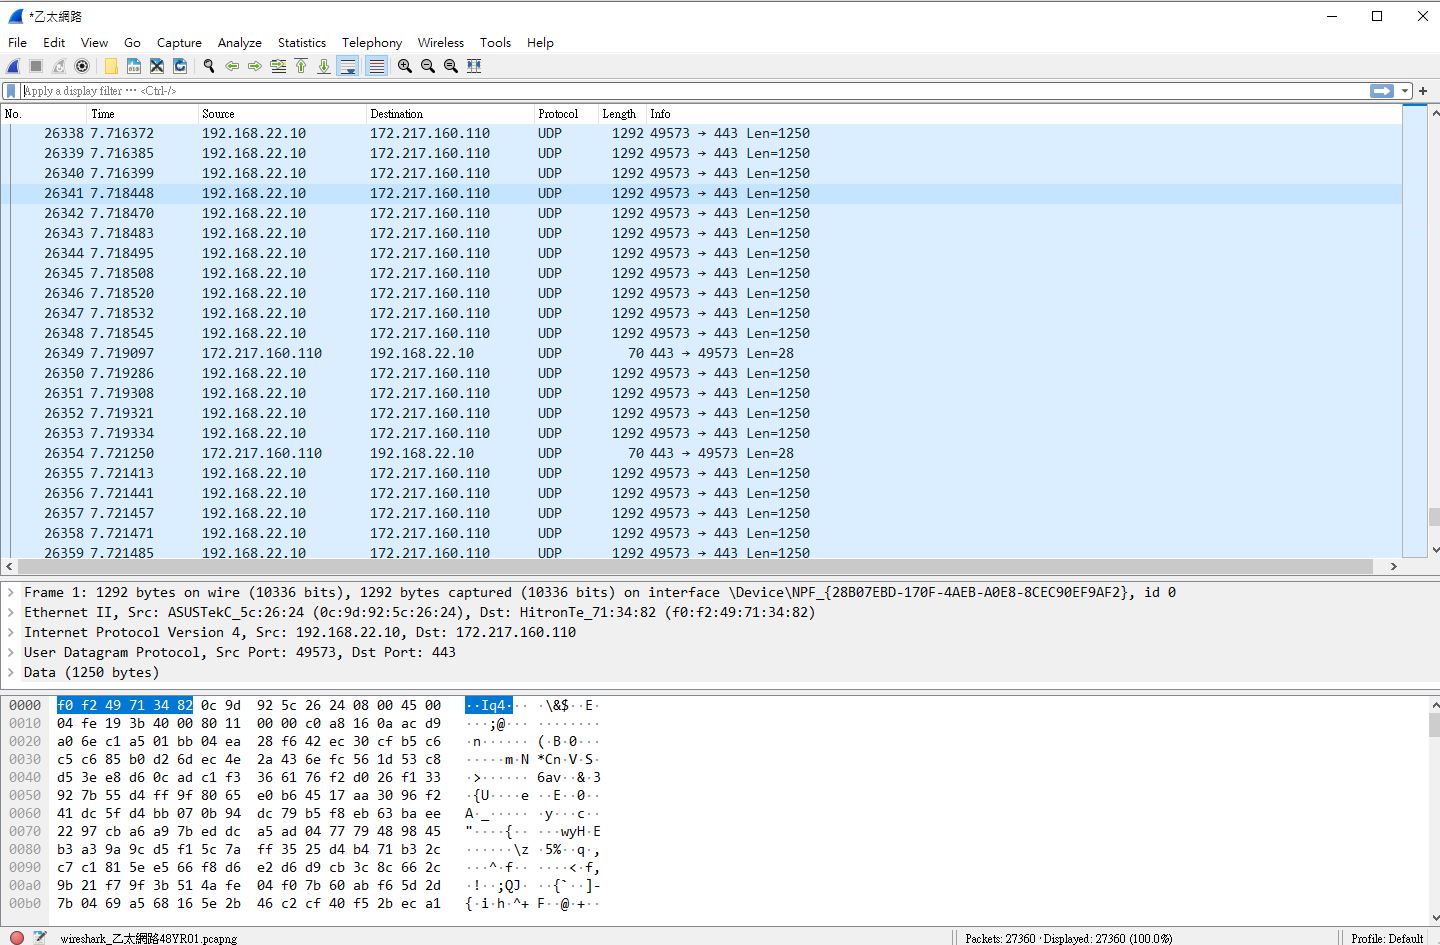 *乙太網路
File Edit View Go Capture Analyze Statistics Telephony Wireless Tools Help
Apply a display filter ··· <Ctrl-/>
No. Time Source Destination Protocol Length Info
26338 7.716372 192.168.22.10 172.217.160.110 UDP 1292 49573 → 443 Len=1250
26339 7.716385 192.168.22.10 172.217.160.110 UDP 1292 49573 → 443 Len=1250
26340 7.716399 192.168.22.10 172.217.160.110 UDP 1292 49573 → 443 Len=1250
26341 7.718448 192.168.22.10 172.217.160.110 UDP 1292 49573 → 443 Len=1250
26342 7.718470 192.168.22.10 172.217.160.110 UDP 1292 49573 → 443 Len=1250
26343 7.718483 192.168.22.10 172.217.160.110 UDP 1292 49573 → 443 Len=1250
26344 7.718495 192.168.22.10 172.217.160.110 UDP 1292 49573 → 443 Len=1250
26345 7.718508 192.168.22.10 172.217.160.110 UDP 1292 49573 → 443 Len=1250
26346 7.718520 192.168.22.10 172.217.160.110 UDP 1292 49573 → 443 Len=1250
26347 7.718532 192.168.22.10 172.217.160.110 UDP 1292 49573 → 443 Len=1250
26348 7.718545 192.168.22.10 172.217.160.110 UDP 1292 49573 → 443 Len=1250
26349 7.719097 172.217.160.110 192.168.22.10 UDP 70 443 → 49573 Len=28
26350 7.719286 192.168.22.10 172.217.160.110 UDP 1292 49573 → 443 Len=1250
26351 7.719308 192.168.22.10 172.217.160.110 UDP 1292 49573 → 443 Len=1250
26352 7.719321 192.168.22.10 172.217.160.110 UDP 1292 49573 → 443 Len=1250
26353 7.719334 192.168.22.10 172.217.160.110 UDP 1292 49573 → 443 Len=1250
26354 7.721250 172.217.160.110 192.168.22.10 UDP 70 443 → 49573 Len=28
26355 7.721413 192.168.22.10 172.217.160.110 UDP 1292 49573 → 443 Len=1250
26356 7.721441 192.168.22.10 172.217.160.110 UDP 1292 49573 → 443 Len=1250
26357 7.721457 192.168.22.10 172.217.160.110 UDP 1292 49573 → 443 Len=1250
26358 7.721471 192.168.22.10 172.217.160.110 UDP 1292 49573 → 443 Len=1250
26359 7.721485 192.168.22.10 172.217.160.110 UDP 1292 49573 → 443 Len=1250
Frame 1: 1292 bytes on wire (10336 bits), 1292 bytes captured (10336 bits) on interface \Device\NPF_{28B07EBD-170F-4AEB-A0E8-8CEC90EF9AF2}, id 0
Ethernet II, Src: ASUSTekC_5c:26:24 (0c:9d:92:5c:26:24), Dst: HitronTe_71:34:82 (f0:f2:49:71:34:82)
Internet Protocol Version 4, Src: 192.168.22.10, Dst: 172.217.160.110
User Datagram Protocol, Src Port: 49573, Dst Port: 443
Data (1250 bytes)
0000 f0 f2 49 71 34 82 0c 9d 92 5c 26 24 08 00 45 00 ··Iq4··· ·\&$··E·
0010 04 fe 19 3b 40 00 80 11 00 00 c0 a8 16 0a ac d9 ···;@··· ········
0020 a0 6e c1 a5 01 bb 04 ea 28 f6 42 ec 30 cf b5 c6 ·n······ (·B·0···
0030 c5 c6 85 b0 d2 6d ec 4e 2a 43 6e fc 56 1d 53 c8 ·····m·N *Cn·V·S·
0040 d5 3e e8 d6 0c ad c1 f3 36 61 76 f2 d0 26 f1 33 ·>······ 6av··&·3
0050 92 7b 55 d4 ff 9f 80 65 e0 b6 45 17 aa 30 96 f2 ·{U····e ··E··0··
0060 41 dc 5f d4 bb 07 0b 94 dc 79 b5 f8 eb 63 ba ee A·_····· ·y···c··
0070 22 97 cb a6 a9 7b ed dc a5 ad 04 77 79 48 98 45 "····{·· ···wyH·E
0080 b3 a3 9a 9c d5 f1 5c 7a ff 35 25 d4 b4 71 b3 2c ······\z ·5%··q·,
0090 c7 c1 81 5e e5 66 f8 d6 e2 d6 d9 cb 3c 8c 66 2c ···^·f·· ····<·f,
00a0 9b 21 f7 9f 3b 51 4a fe 04 f0 7b 60 ab f6 5d 2d ·!··;QJ· ··{`··]-
00b0 7b 04 69 a5 68 16 5e 2b 46 c2 cf 40 f5 2b ec a1 {·i·h·^+ F··@·+··
wireshark_乙太網路48YR01.pcapng Packets: 27360 · Displayed: 27360 (100.0%) Profile: Default